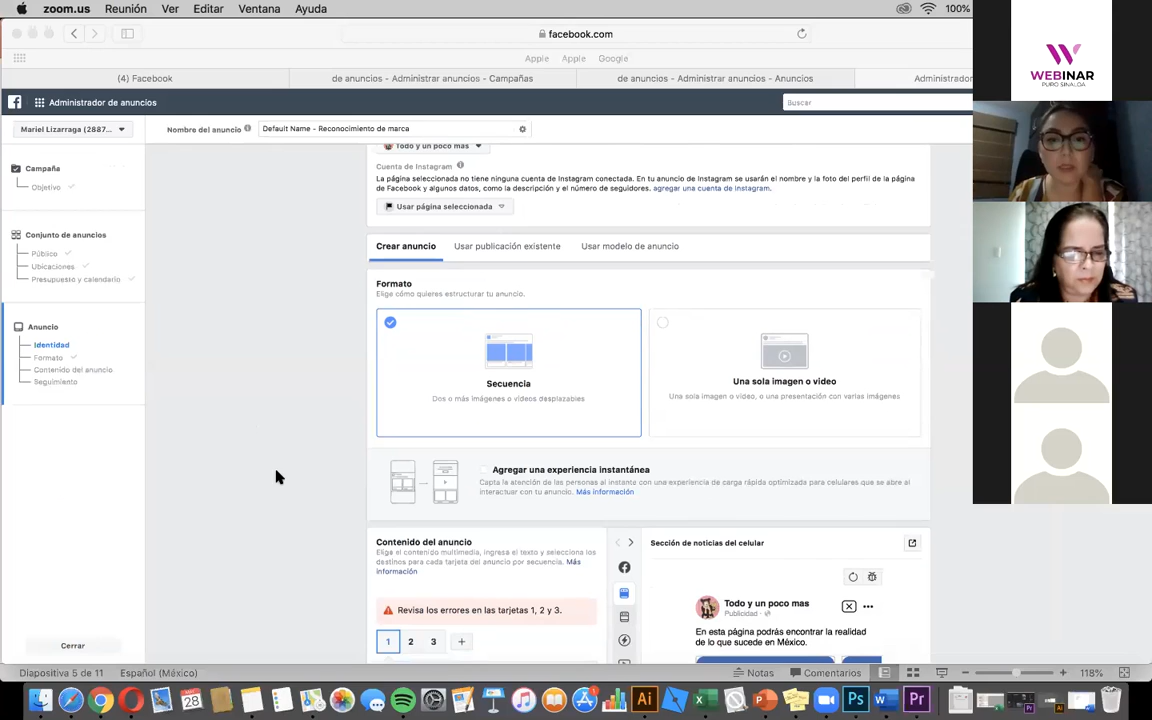 zoom.us Reunión Ver Editar Ventana Ayuda 100%
facebook.com
Apple Apple Google
(4) Facebook de anuncios - Administrar anuncios - Campañas de anuncios - Administrar anuncios - Anuncios Administrado
Administrador de anuncios Buscar
Mariel Lizarraga (2887... Nombre del anuncio Default Name - Reconocimiento de marca
Todo y un poco mas
Cuenta de Instagram
La página seleccionada no tiene ninguna cuenta de Instagram conectada. En tu anuncio de Instagram se usarán el nombre y la foto del perfil de la página
de Facebook y algunos datos, como la descripción y el número de seguidores. agregar una cuenta de Instagram.
Usar página seleccionada
Campaña
Objetivo
Conjunto de anuncios
Público
Ubicaciones
Presupuesto y calendario
Anuncio
Identidad
Formato
Contenido del anuncio
Seguimiento
Cerrar
Crear anuncio Usar publicación existente Usar modelo de anuncio
Formato
Elige cómo quieres estructurar tu anuncio.
Secuencia
Dos o más imágenes o videos desplazables
Una sola imagen o video
Una sola imagen o video, o una presentación con varias imágenes
Agregar una experiencia instantánea
Capta la atención de las personas al instante con una experiencia de carga rápida optimizada para celulares que se abre al
interactuar con tu anuncio. Más información
Contenido del anuncio
Elige el contenido multimedia, ingresa el texto y selecciona los
destinos para cada tarjeta del anuncio por secuencia. Más
información
Revisa los errores en las tarjetas 1, 2 y 3.
1 2 3 +
Sección de noticias del celular
Todo y un poco mas
Publicidad
En esta página podrás encontrar la realidad
de lo que sucede en México.
Diapositiva 5 de 11 Español (México) Notas Comentarios 118%
WEBINAR
PURO SINALOA
28
Ai
Ps
Pr